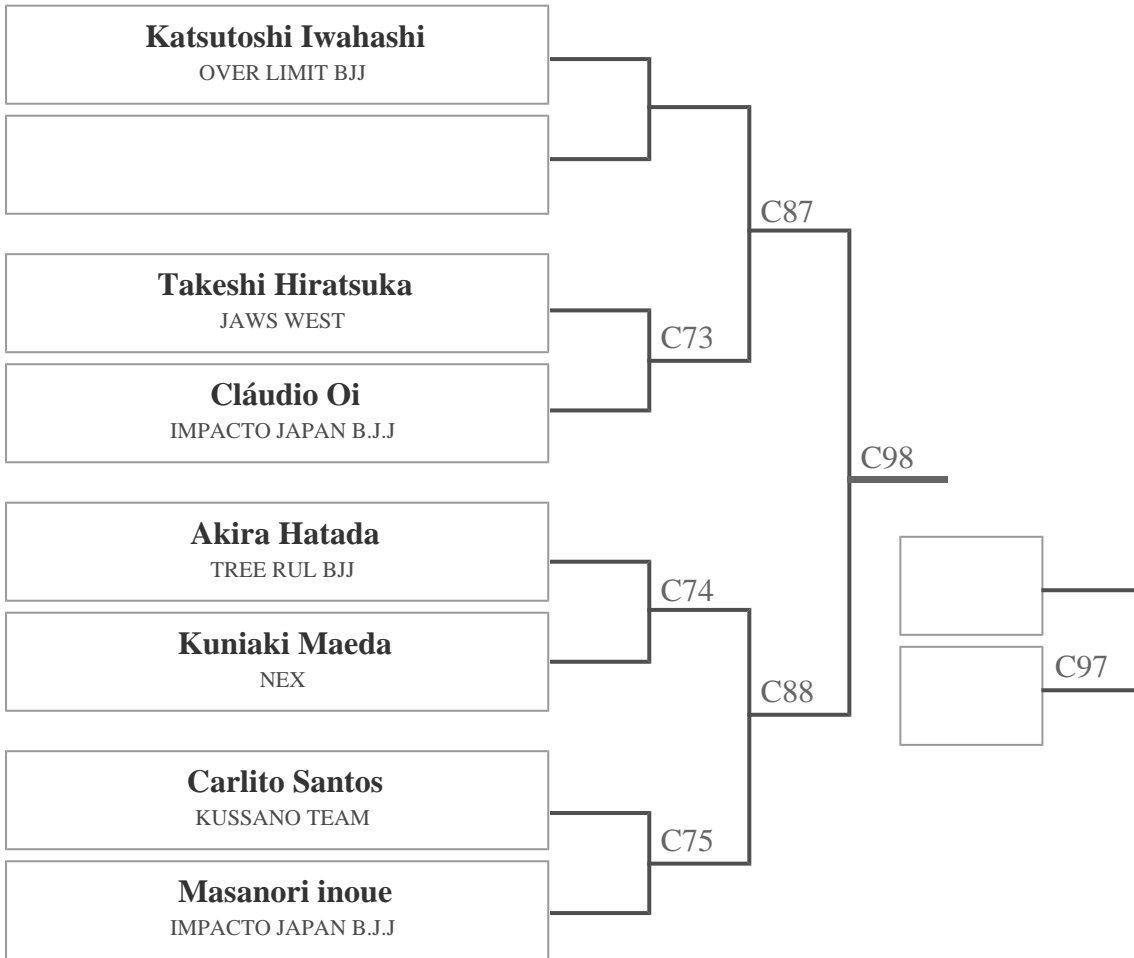 Katsutoshi Iwahashi
OVER LIMIT BJJ
C87
Takeshi Hiratsuka
JAWS WEST
C73
Cláudio Oi
IMPACTO JAPAN B.J.J
C98
Akira Hatada
TREE RUL BJJ
C74
Kuniaki Maeda
NEX
C97
C88
Carlito Santos
KUSSANO TEAM
C75
Masanori inoue
IMPACTO JAPAN B.J.J